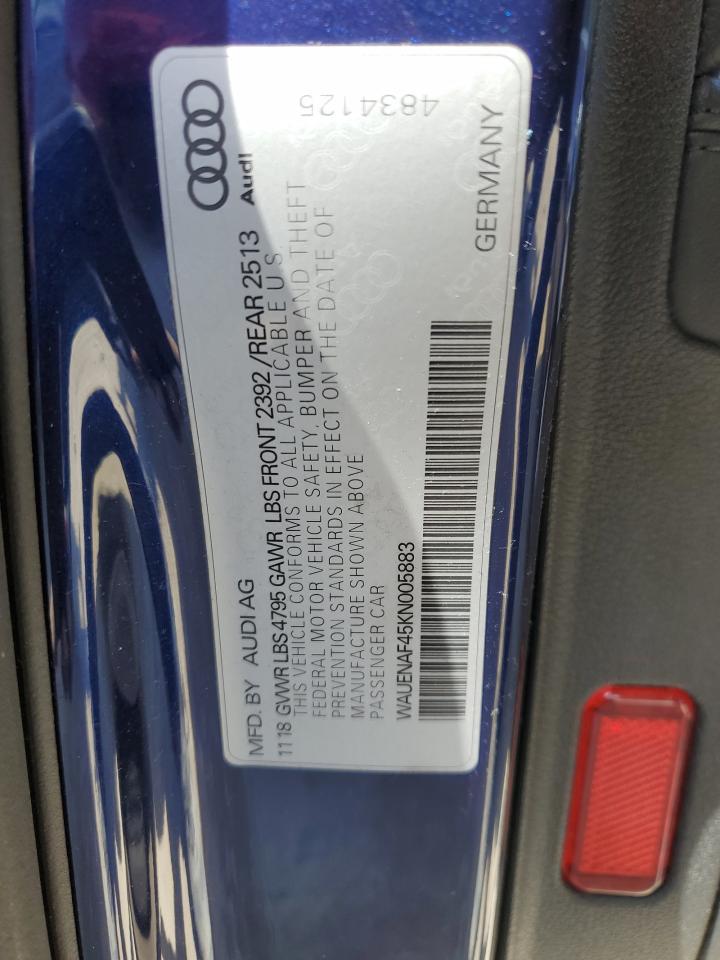 MFD. BY AUDI AG
Audi
11 18 GVWR LBS 4795 GAWR LBS FRONT 2392 / REAR 2513
THIS VEHICLE CONFORMS TO ALL APPLICABLE U S.
FEDERAL MOTOR VEHICLE SAFETY, BUMPER AND THEFT
PREVENTION STANDARDS IN EFFECT ON THE DATE OF
MANUFACTURE SHOWN ABOVE
PASSENGER CAR
4834125
WAUENAF45KN005883
GERMANY